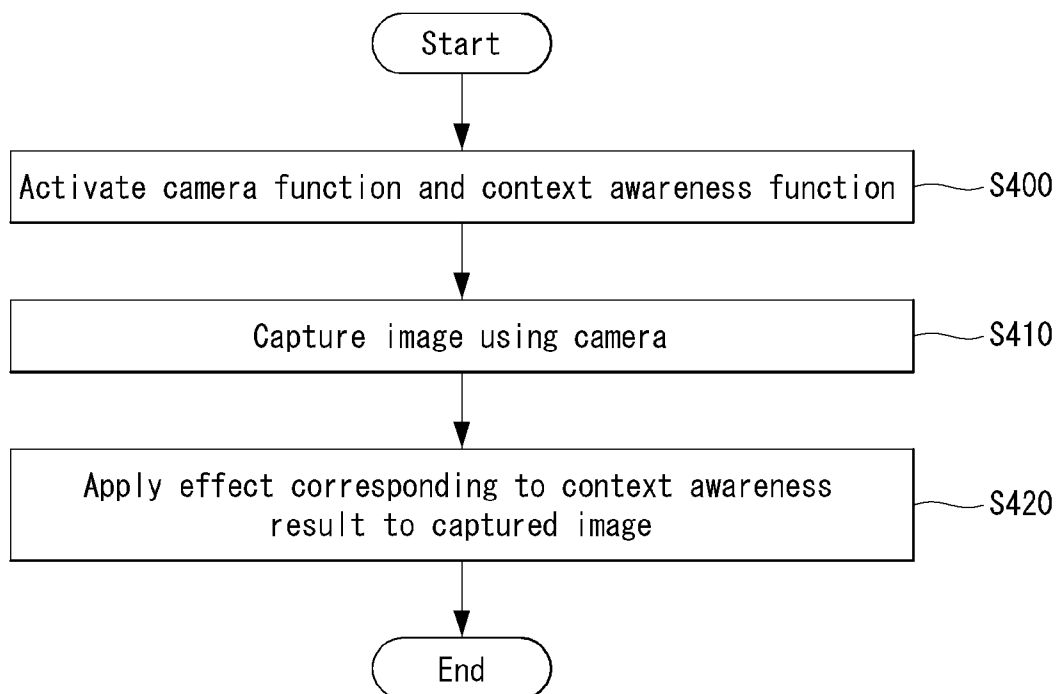 Start
Activate camera function and context awareness function
S400
Capture image using camera
S410
Apply effect corresponding to context awareness
result to captured image
S420
End